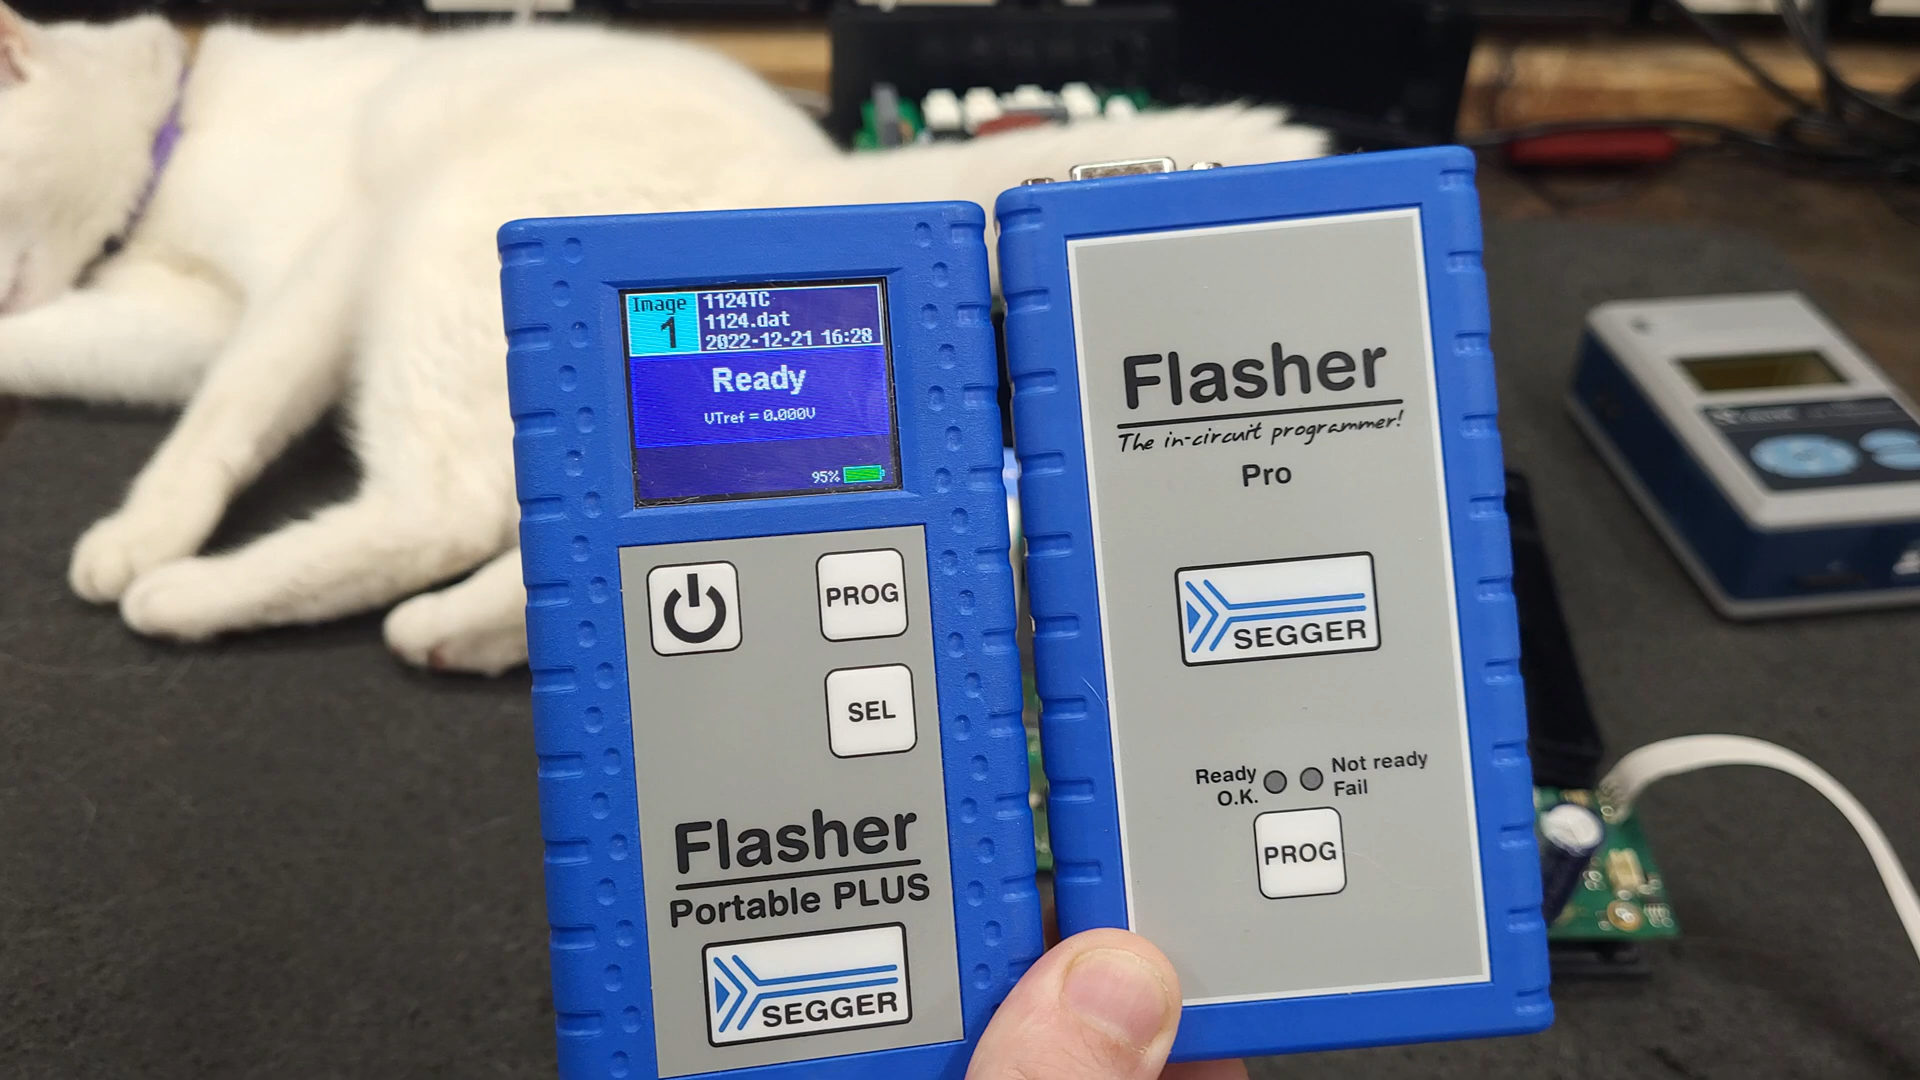 Image
1
1124TC
1124.dat
2022-12-21 16:28
Ready
VTref = 0.000V
95%
PROG
SEL
Flasher
Portable PLUS
SEGGER
Flasher
The in-circuit programmer!
Pro
SEGGER
Ready
O.K.
Not ready
Fail
PROG